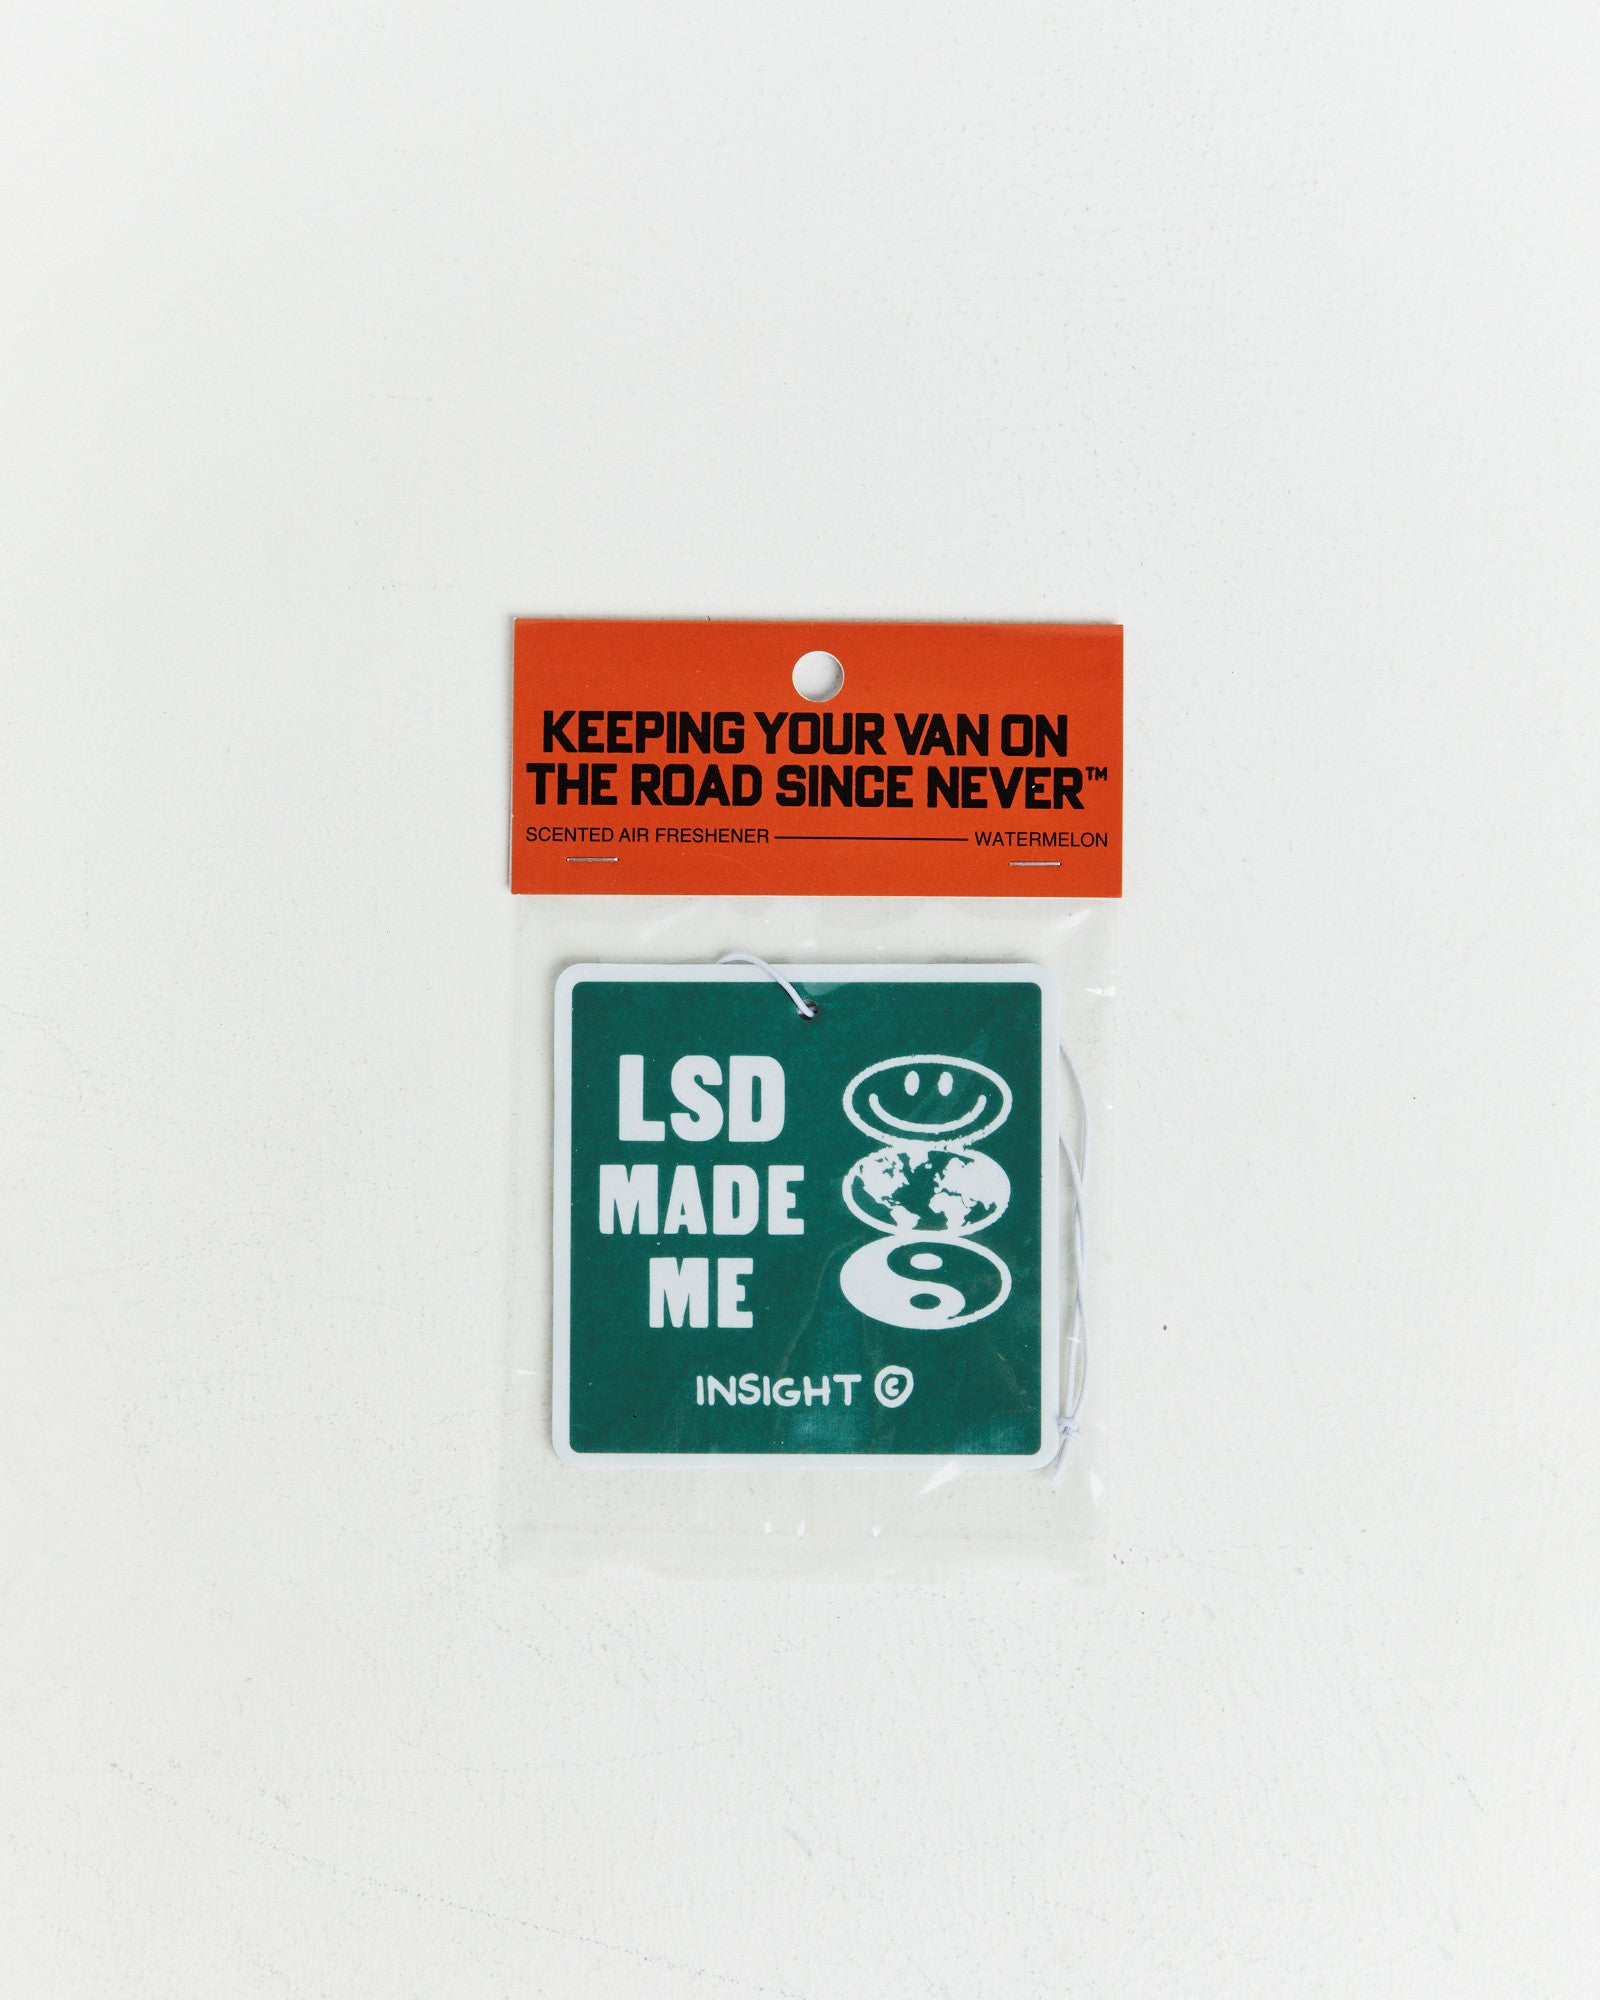 KEEPING YOUR VAN ON
THE ROAD SINCE NEVER™
SCENTED AIR FRESHENER WATERMELON
LSD
MADE
ME
INSIGHT ©